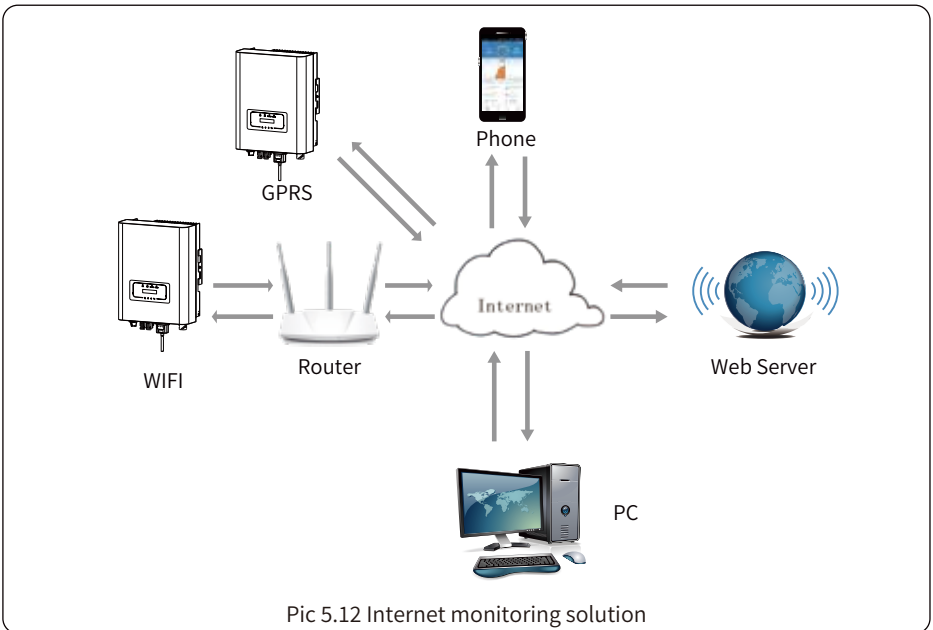 Phone
GPRS
Internet
WIFI
Router
Web Server
PC
Pic 5.12 Internet monitoring solution